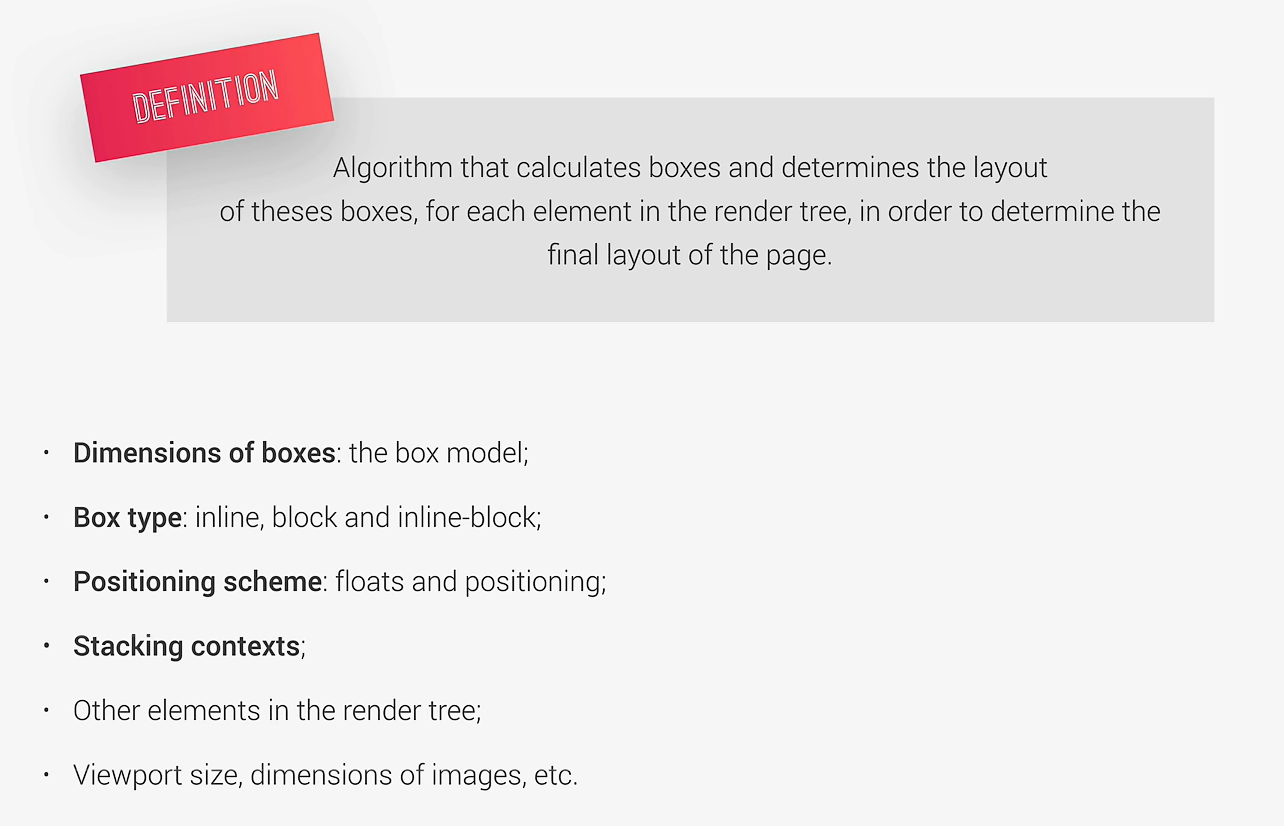 DEFINITION
Algorithm that calculates boxes and determines the layout
of theses boxes, for each element in the render tree, in order to determine the
final layout of the page.
• Dimensions of boxes: the box model;
• Box type: inline, block and inline-block;
• Positioning scheme: floats and positioning;
• Stacking contexts;
• Other elements in the render tree;
• Viewport size, dimensions of images, etc.